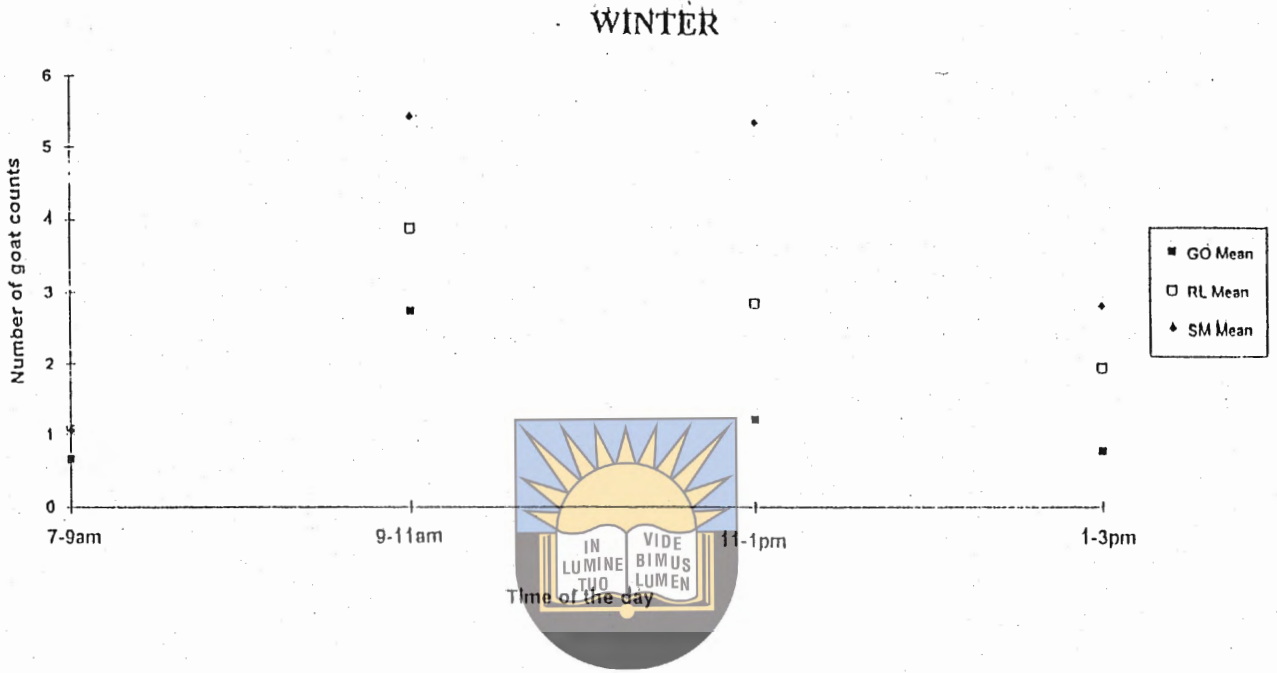 WINTER
Number of goat counts
6
5
4
3
2
1
0
7-9am
9-11am
11-1pm
1-3pm
Time of the day
GO Mean
RL Mean
SM Mean
IN
LUMINE
TUO
VIDE
BIMUS
LUMEN